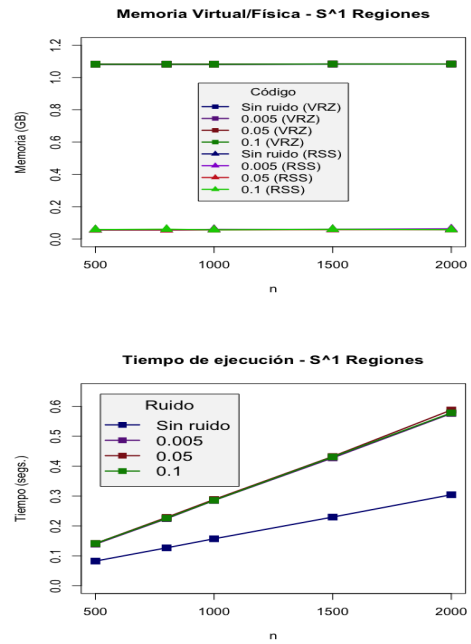 Memoria Virtual/Física - S^1 Regiones
Memoria (GB)
1.2
1.0
0.8
0.6
0.4
0.2
0.0
Código
Sin ruido (VRZ)
0.005 (VRZ)
0.05 (VRZ)
0.1 (VRZ)
Sin ruido (RSS)
0.005 (RSS)
0.05 (RSS)
0.1 (RSS)
500 1000 1500 2000
n
Tiempo de ejecución - S^1 Regiones
Tiempo (segs.)
0.6
0.5
0.4
0.3
0.2
0.1
0.0
Ruido
Sin ruido
0.005
0.05
0.1
500 1000 1500 2000
n